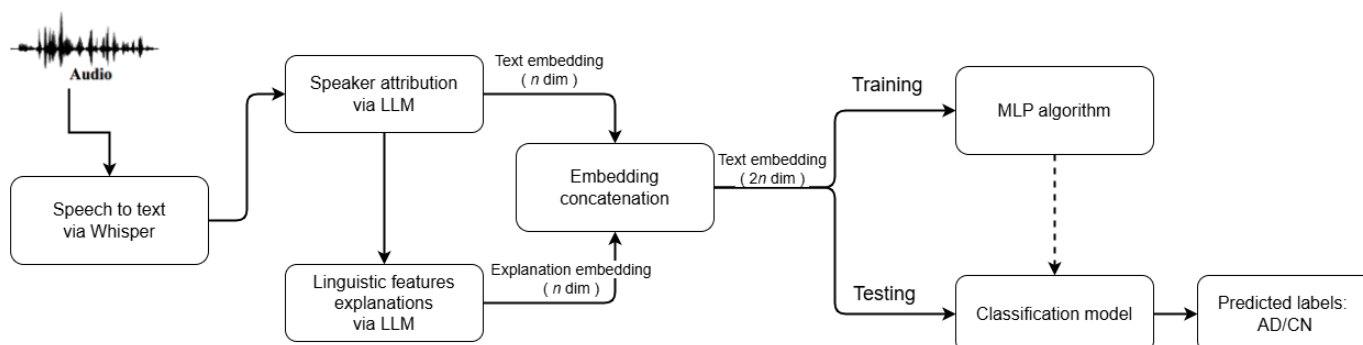 Audio
Speech to text
via Whisper
Speaker attribution
via LLM
Text embedding
( n dim )
Linguistic features
explanations
via LLM
Explanation embedding
( n dim )
Embedding
concatenation
Text embedding
( 2n dim )
Training
MLP algorithm
Testing
Classification model
Predicted labels:
AD/CN